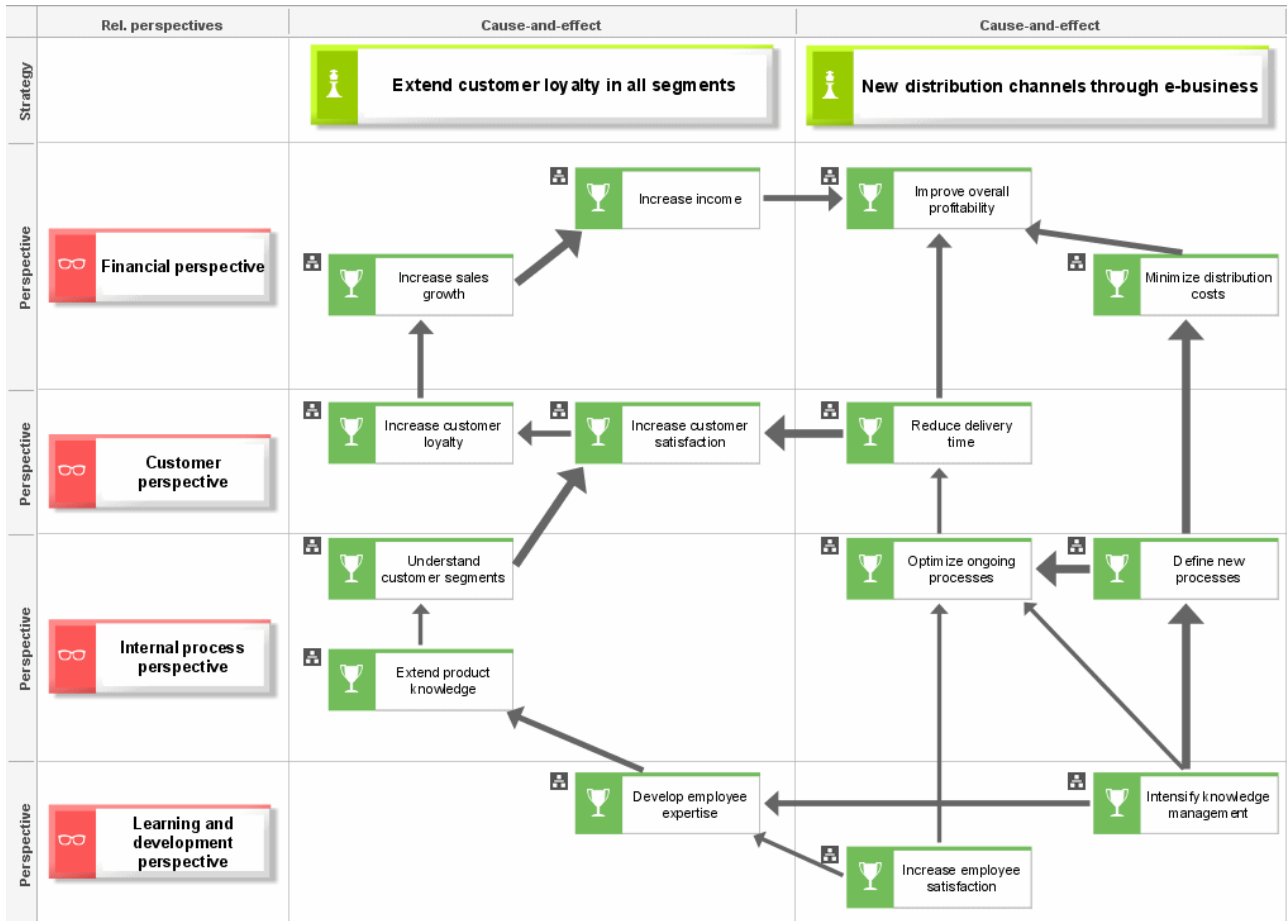 Rel. perspectives
Cause-and-effect
Cause-and-effect
Strategy
Extend customer loyalty in all segments
New distribution channels through e-business
Perspective
Financial perspective
Increase income
Improve overall
profitability
Increase sales
growth
Minimize distribution
costs
Perspective
Customer
perspective
Increase customer
loyalty
Increase customer
satisfaction
Reduce delivery
time
Perspective
Internal process
perspective
Understand
customer segments
Optimize ongoing
processes
Define new
processes
Extend product
knowledge
Perspective
Learning and
development
perspective
Develop employee
expertise
Intensify knowledge
management
Increase employee
satisfaction